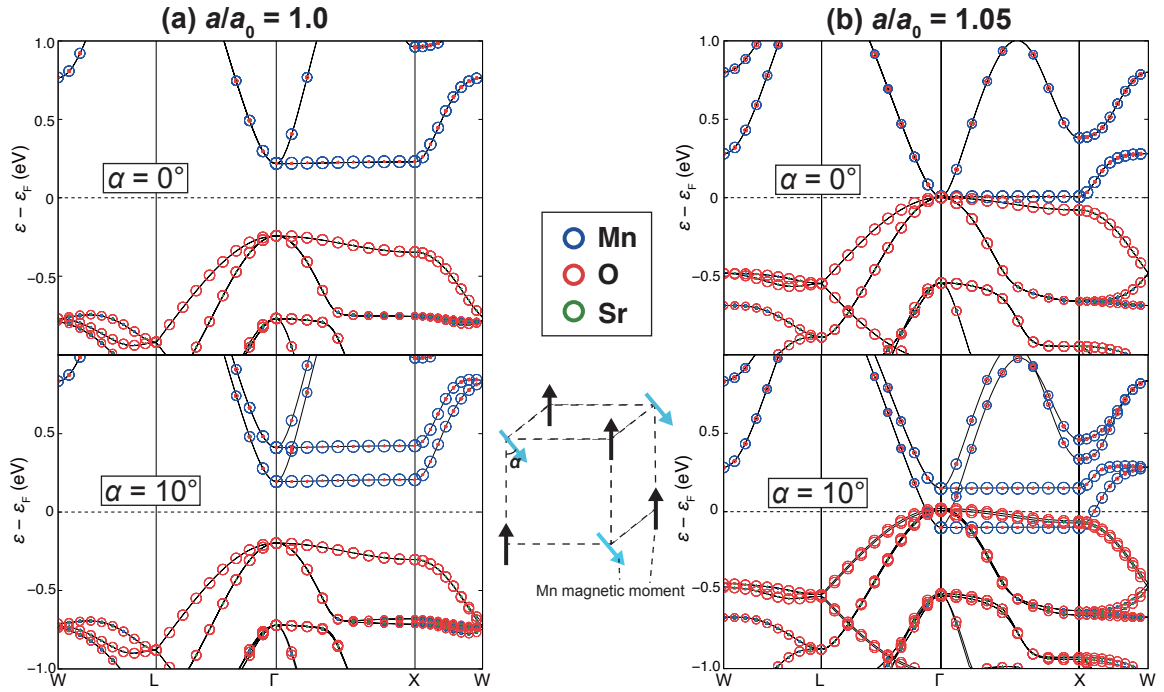 (a) a/a0 = 1.0
(b) a/a0 = 1.05
1.0
0.5
0
−0.5
ε − εF (eV)
α = 0°
0.5
0
−0.5
−1.0
ε − εF (eV)
α = 10°
W
L
Γ
X
W
Mn
O
Sr
α
Mn magnetic moment
1.0
0.5
0
−0.5
ε − εF (eV)
α = 0°
0.5
0
−0.5
−1.0
ε − εF (eV)
α = 10°
W
L
Γ
X
W